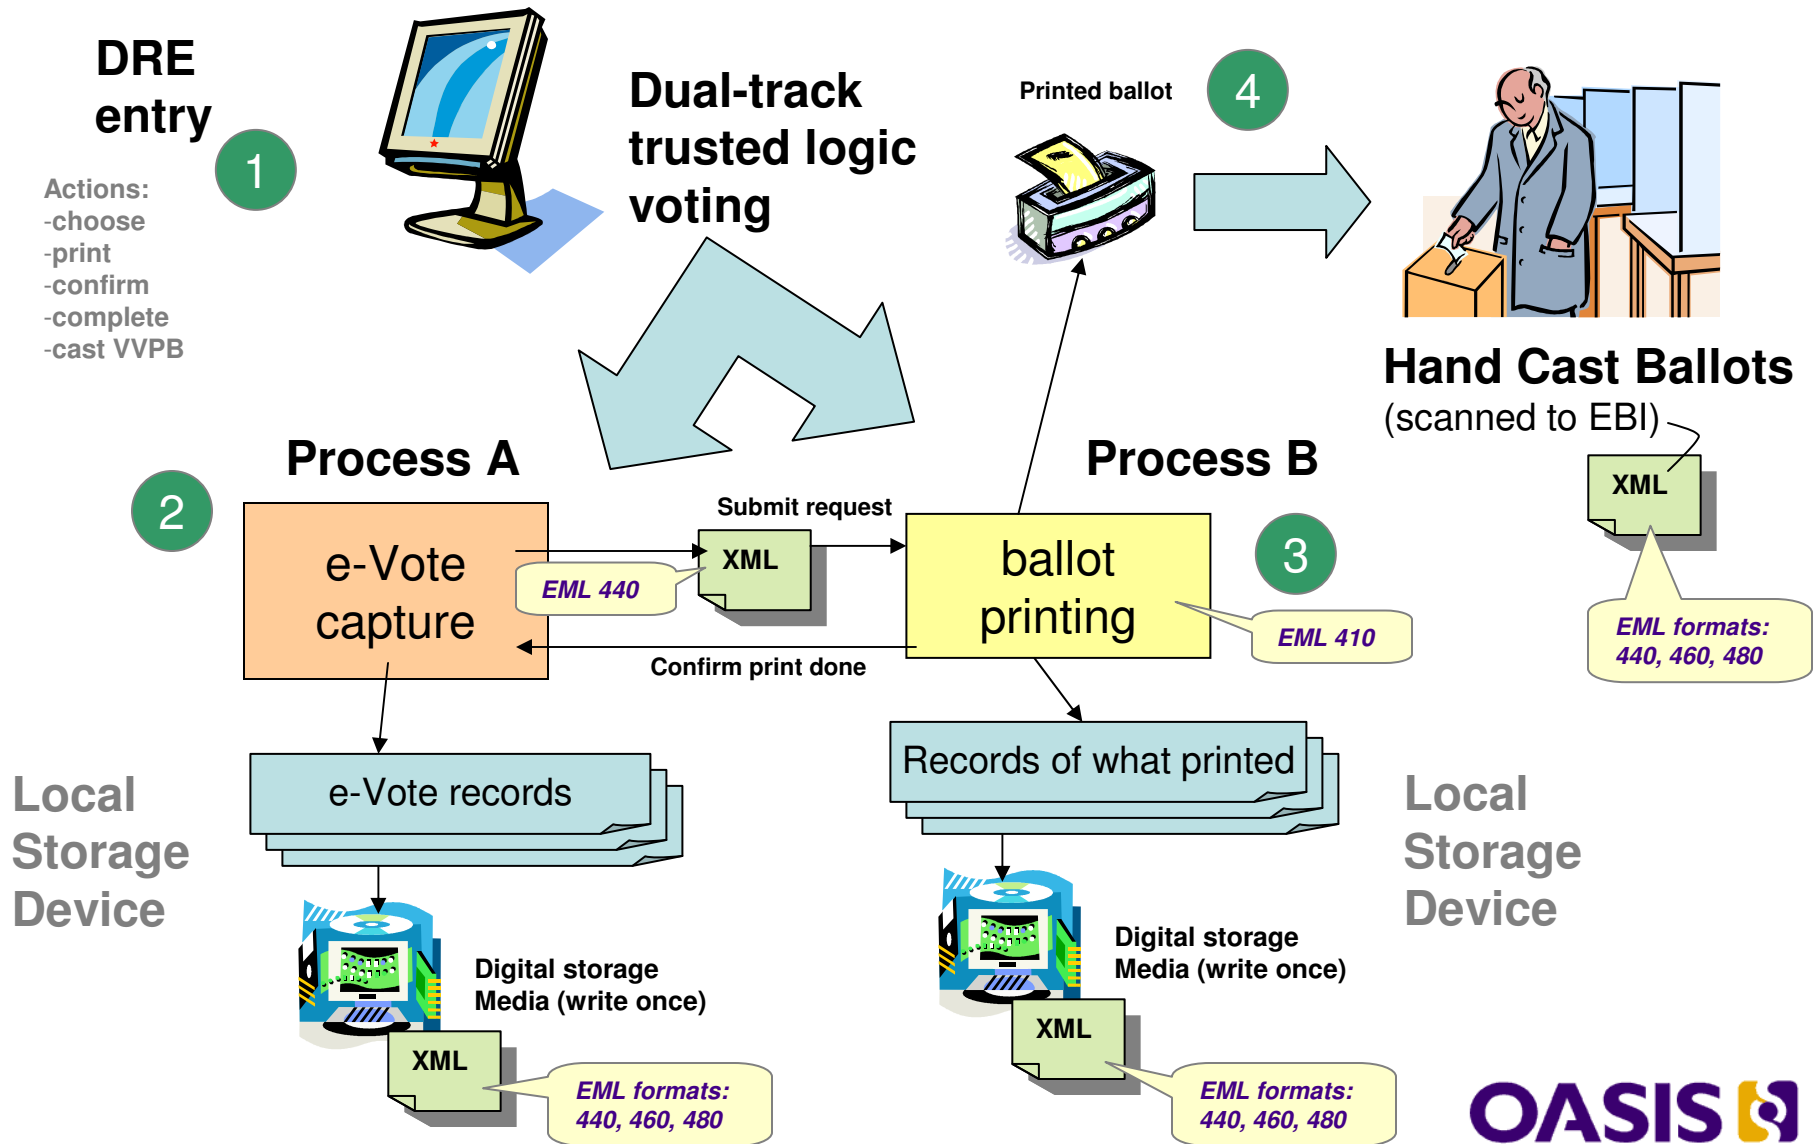 DRE
entry
1
Actions:
-choose
-print
-confirm
-complete
-cast VVPB
Dual-track
trusted logic
voting
Printed ballot
4
Hand Cast Ballots
(scanned to EBI)
XML
EML formats:
440, 460, 480
Process A
2
e-Vote
capture
Submit request
XML
EML 440
Confirm print done
Process B
ballot
printing
3
EML 410
Local
Storage
Device
e-Vote records
Digital storage
Media (write once)
XML
EML formats:
440, 460, 480
Records of what printed
Local
Storage
Device
Digital storage
Media (write once)
XML
EML formats:
440, 460, 480
OASIS